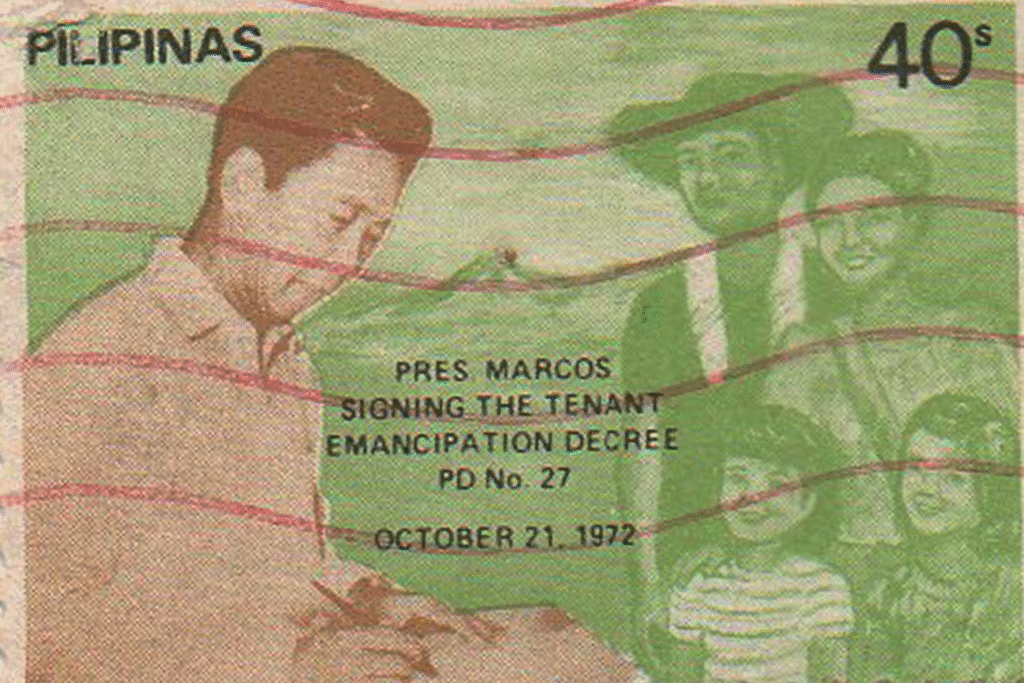 PILIPINAS
40s
PRES MARCOS
SIGNING THE TENANT
EMANCIPATION DECREE
PD No. 27
OCTOBER 21, 1972